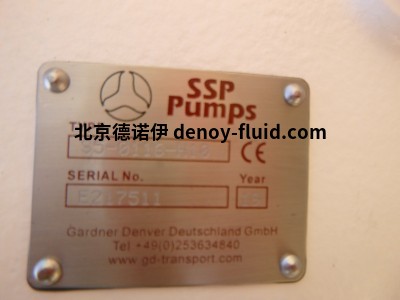 SSP
Pumps
北京德诺伊 denoy-fluid.com
CE
SERIAL No.
Year
EZ17511
Gardner Denver Deutschland GmbH
Tel +49(0)253634840
www.gd-transport.com